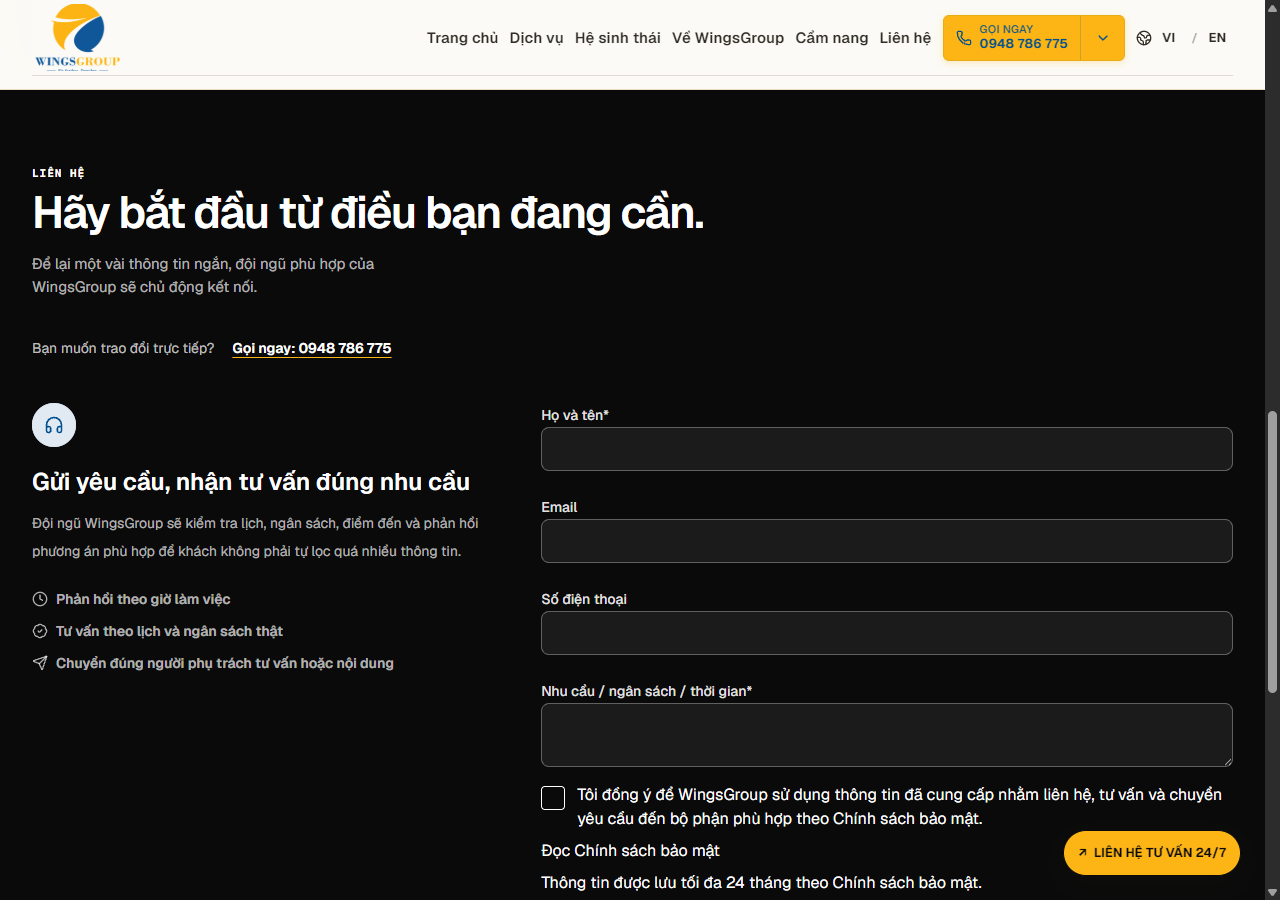 WINGSGROUP
Trang chủ Dịch vụ Hệ sinh thái Về WingsGroup Cẩm nang Liên hệ
GỌI NGAY
0948 786 775
VI / EN
LIÊN HỆ
Hãy bắt đầu từ điều bạn đang cần.
Để lại một vài thông tin ngắn, đội ngũ phù hợp của
WingsGroup sẽ chủ động kết nối.
Bạn muốn trao đổi trực tiếp? Gọi ngay: 0948 786 775
Gửi yêu cầu, nhận tư vấn đúng nhu cầu
Đội ngũ WingsGroup sẽ kiểm tra lịch, ngân sách, điểm đến và phản hồi
phương án phù hợp để khách không phải tự lọc quá nhiều thông tin.
Phản hồi theo giờ làm việc
Tư vấn theo lịch và ngân sách thật
Chuyển đúng người phụ trách tư vấn hoặc nội dung
Họ và tên*
Email
Số điện thoại
Nhu cầu / ngân sách / thời gian*
Tôi đồng ý để WingsGroup sử dụng thông tin đã cung cấp nhằm liên hệ, tư vấn và chuyển
yêu cầu đến bộ phận phù hợp theo Chính sách bảo mật.
Đọc Chính sách bảo mật
Thông tin được lưu tối đa 24 tháng theo Chính sách bảo mật.
LIÊN HỆ TƯ VẤN 24/7